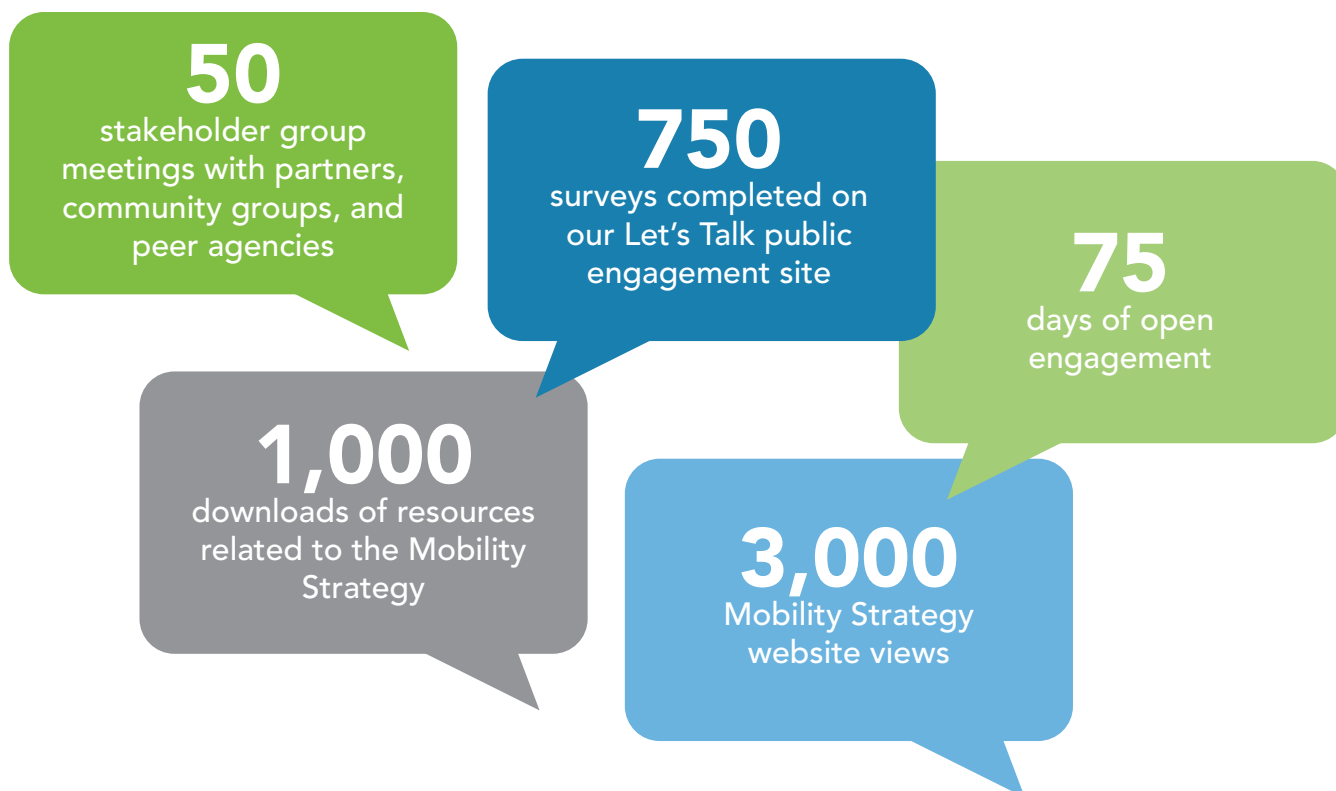 50
stakeholder group
meetings with partners,
community groups, and
peer agencies
750
surveys completed on
our Let’s Talk public
engagement site
75
days of open
engagement
1,000
downloads of resources
related to the Mobility
Strategy
3,000
Mobility Strategy
website views